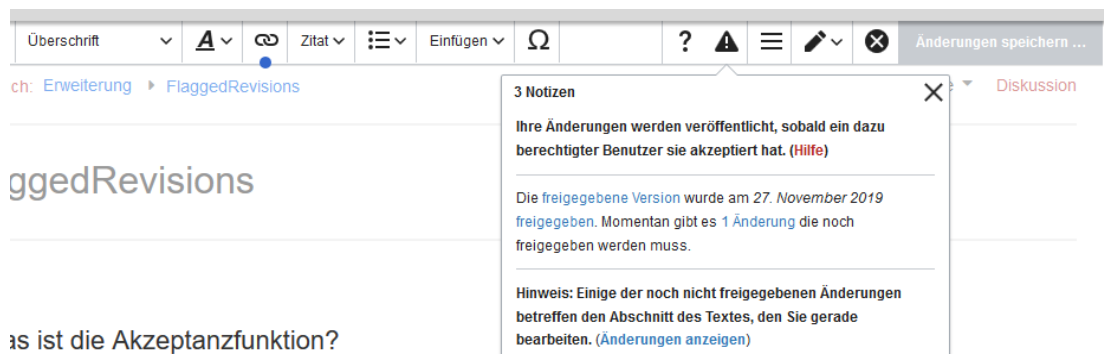 Überschrift A Zitat Einfügen Ω ? Änderungen speichern ...
ch: Erweiterung FlaggedRevisions Diskussion
3 Notizen
Ihre Änderungen werden veröffentlicht, sobald ein dazu
berechtigter Benutzer sie akzeptiert hat. (Hilfe)
ggedRevisions
Die freigegebene Version wurde am 27. November 2019
freigegeben. Momentan gibt es 1 Änderung die noch
freigegeben werden muss.
Hinweis: Einige der noch nicht freigegebenen Änderungen
betreffen den Abschnitt des Textes, den Sie gerade
bearbeiten. (Änderungen anzeigen)
as ist die Akzeptanzfunktion?